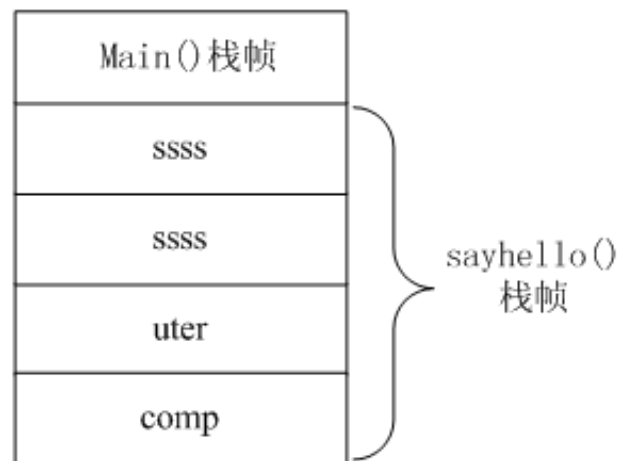 Main()栈帧
ssss
ssss
uter
comp
sayhello()
栈帧